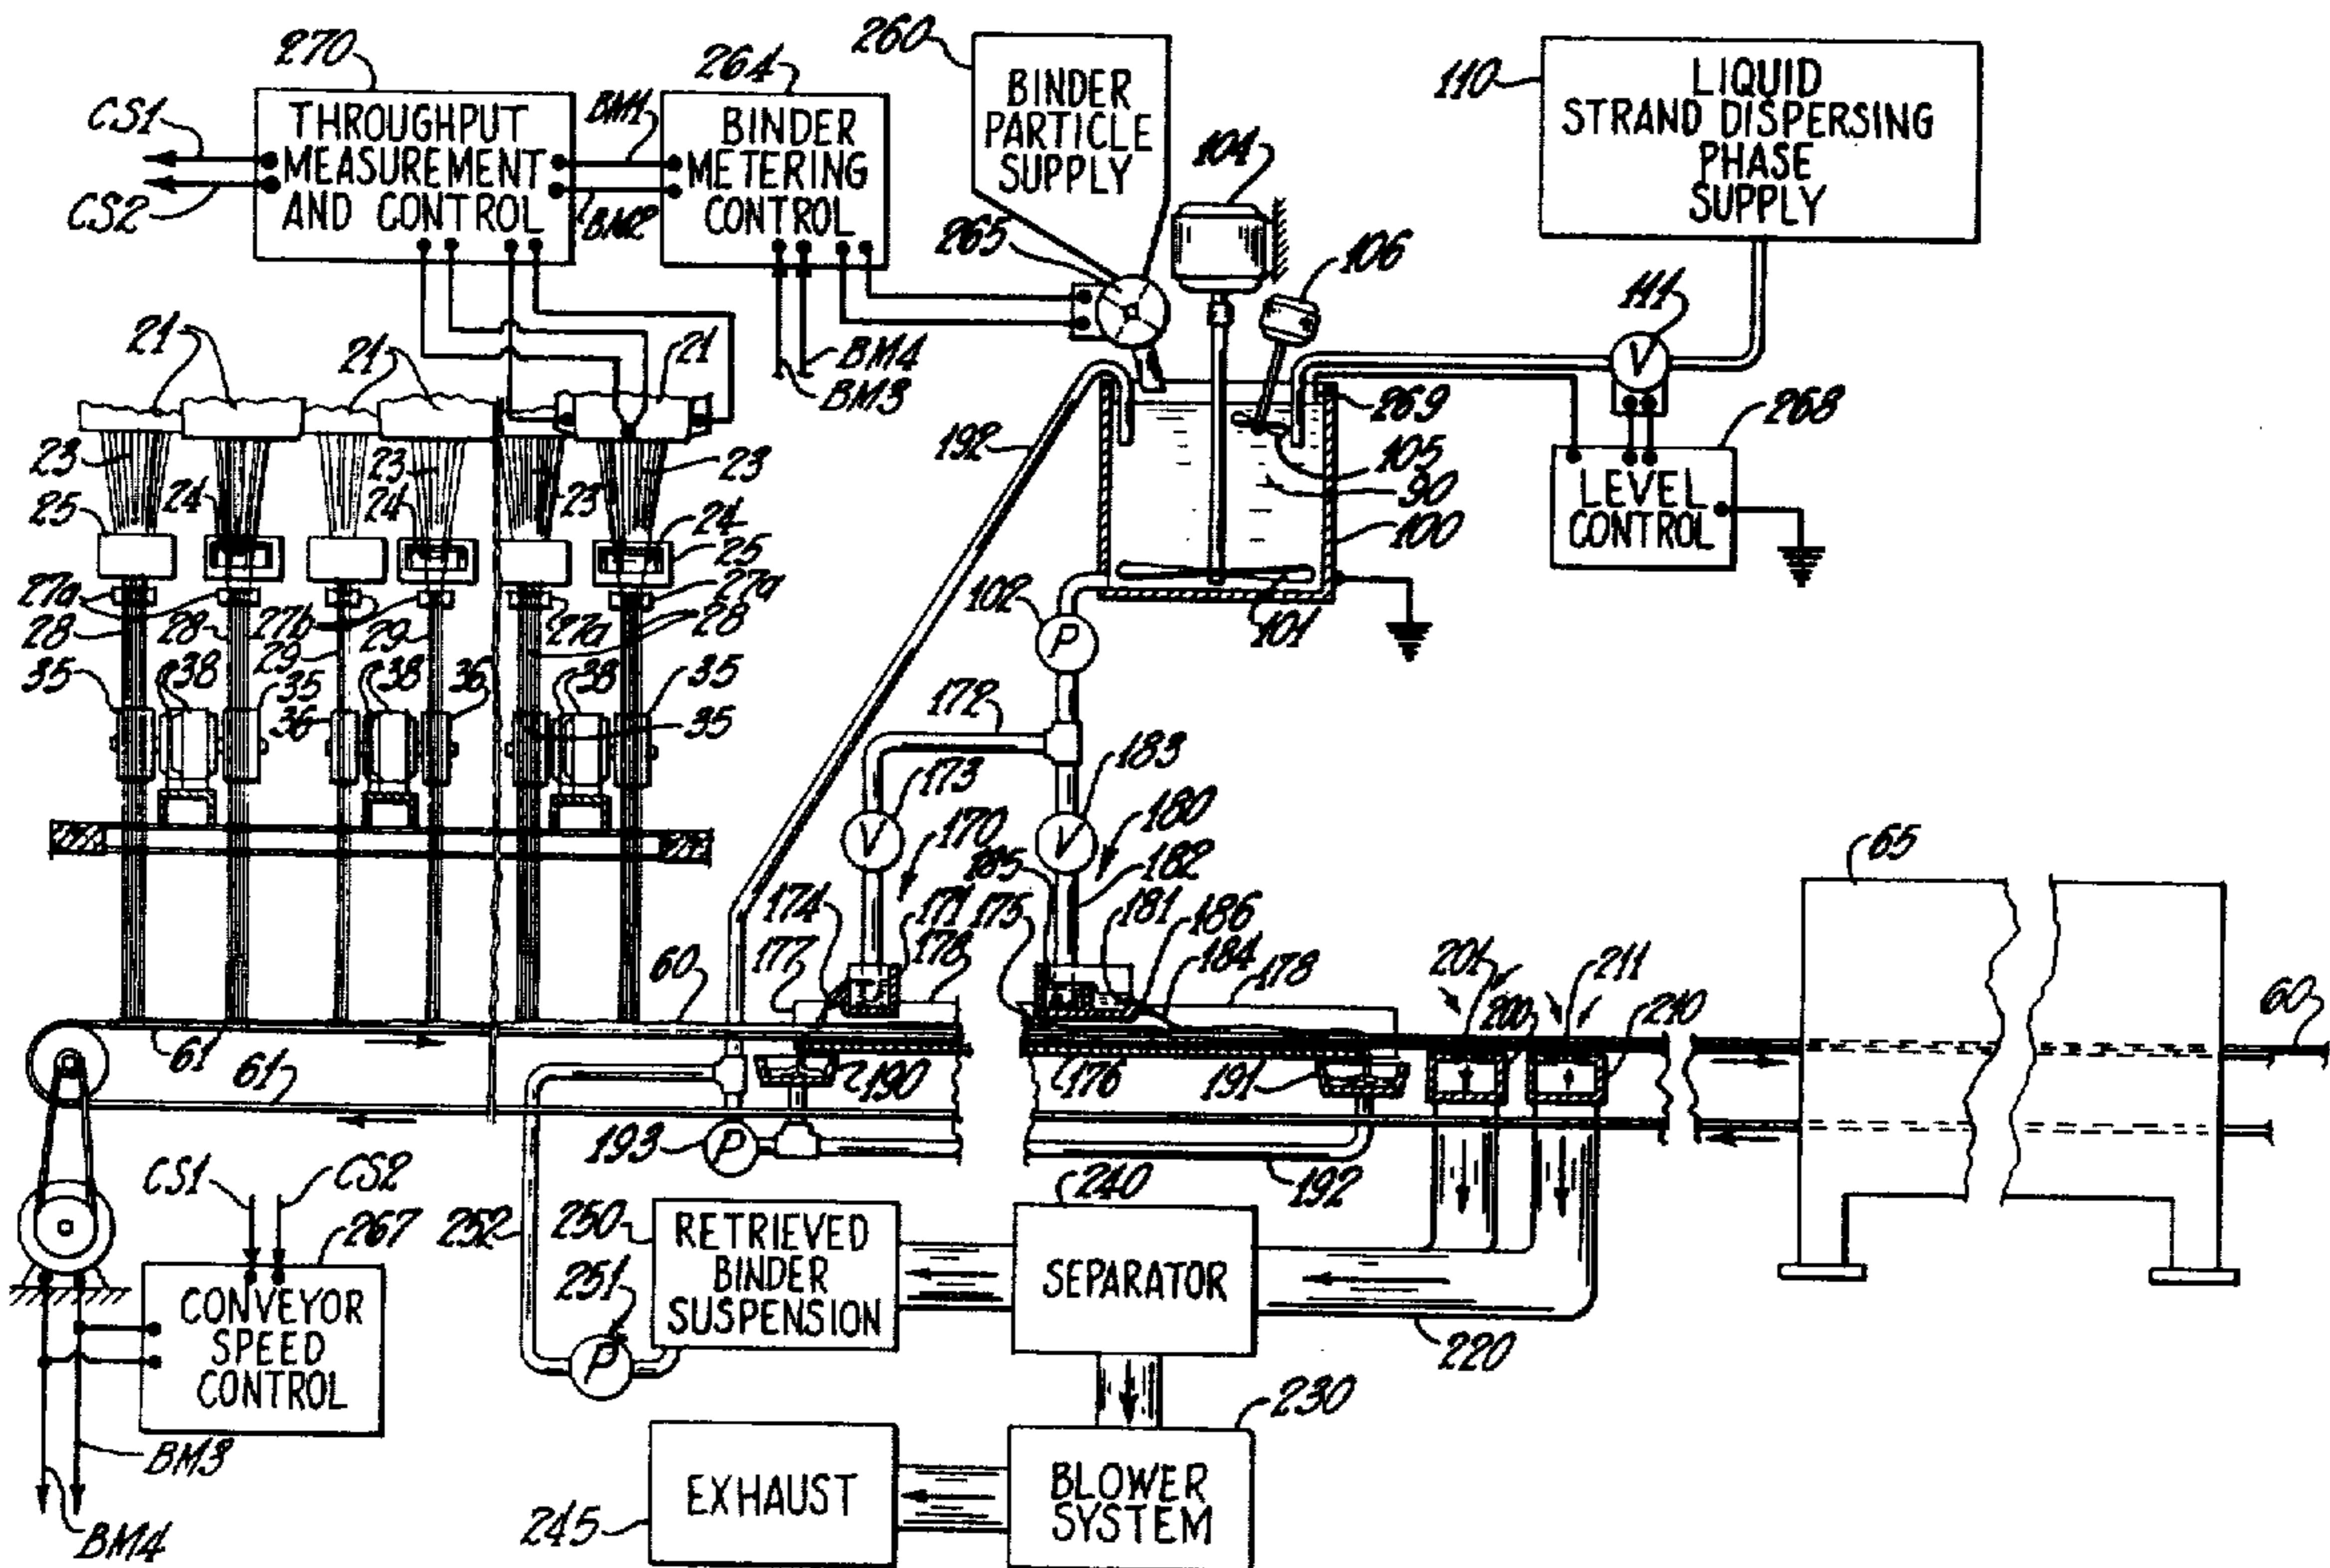 270
264
260
110
CS1
CS2
THROUGHPUT
MEASUREMENT
AND CONTROL
BM1
BM2
BINDER
METERING
CONTROL
BINDER
PARTICLE
SUPPLY
LIQUID
STRAND DISPERSING
PHASE
SUPPLY
104
265
106
111
BM4
BM3
21
21
21
192
269
268
23
23
23
23
105
90
LEVEL
CONTROL
25
24
24
24
25
100
27a
28
28
27b
29
29
27a
28
27a
102
P
101
35
38
35
36
38
36
38
35
35
172
183
173
V
V
V
170
180
185
182
65
174
171
175
181
186
177
178
184
178
201
211
60
200
210
60
61
61
190
176
191
193
P
192
CS1
CS2
267
252
250
RETRIEVED
BINDER
SUSPENSION
240
SEPARATOR
251
P
220
CONVEYOR
SPEED
CONTROL
BM3
BM4
230
EXHAUST
245
BLOWER
SYSTEM